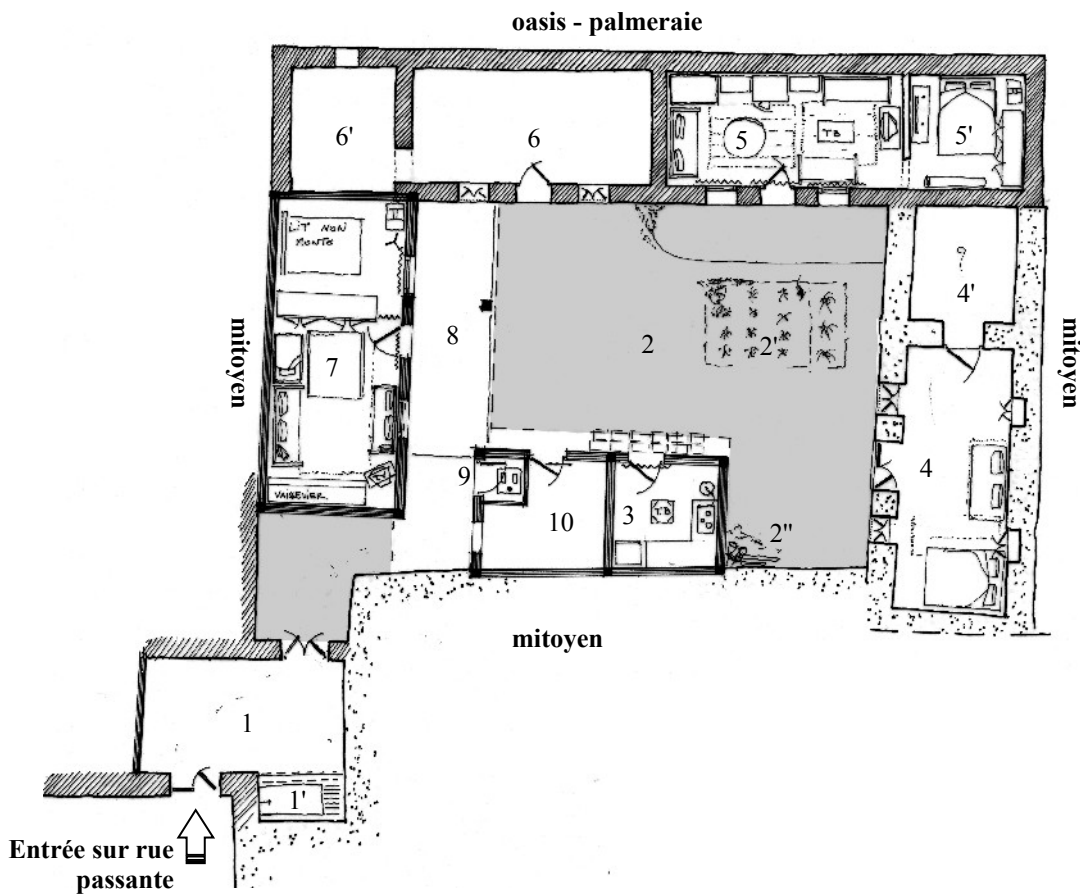 oasis - palmeraie
6'
6
5
5'
TB
LIT NON
MONTÉ
?
4'
mitoyen
8
2
2'
mitoyen
7
4
9
10
3
TB
2"
VAISSELIER
mitoyen
1
1'
Entrée sur rue
passante